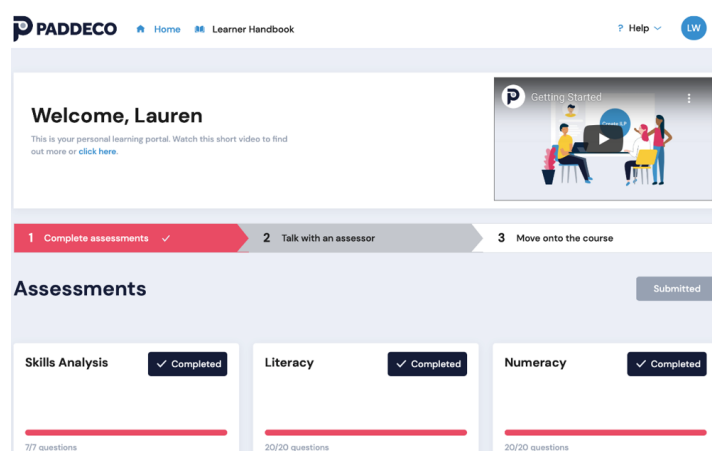 PADDECO
Home
Learner Handbook
? Help
LW
Welcome, Lauren
This is your personal learning portal. Watch this short video to find
out more or click here.
Getting Started
Create ILP
1 Complete assessments
2 Talk with an assessor
3 Move onto the course
Assessments
Submitted
Skills Analysis
Completed
Literacy
Completed
Numeracy
Completed
7/7 questions
20/20 questions
20/20 questions